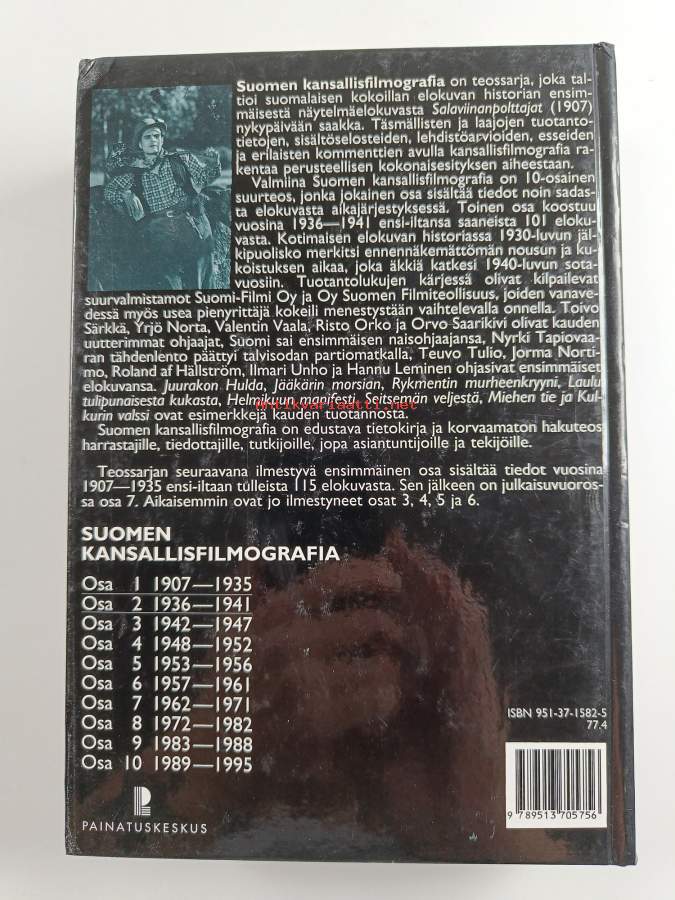 Suomen kansallisfilmografia on teossarja, joka tal-
tioi suomalaisen kokoillan elokuvan historian ensim-
mäisestä näytelmäelokuvasta Salaviinanpolttajat (1907)
nykypäivään saakka. Täsmällisten ja laajojen tuotanto-
tietojen, sisältöselosteiden, lehdistöarvioiden, esseiden
ja erilaisten kommenttien avulla kansallisfilmografia ra-
kentaa perusteellisen kokonaisesityksen aiheestaan.
Valmiina Suomen kansallisfilmografia on 10-osainen
suurteos, jonka jokainen osa sisältää tiedot noin sadas-
ta elokuvasta aikajärjestyksessä. Toinen osa koostuu
vuosina 1936—1941 ensi-iltansa saaneista 101 eloku-
vasta. Kotimaisen elokuvan historiassa 1930-luvun jäl-
kipuolisko merkitsi ennennäkemättömän nousun ja ku-
koistuksen aikaa, joka äkkiä katkesi 1940-luvun sota-
vuosiin. Tuotantolukujen kärjessä olivat kilpailevat
suurvalmistamot Suomi-Filmi Oy ja Oy Suomen Filmiteollisuus, joiden vanave-
dessä myös usea pienyrittäjä kokeili menestystään vaihtelevalla onnella. Toivo
Särkkä, Yrjö Norta, Valentin Vaala, Risto Orko ja Orvo Saarikivi olivat kauden
uutterimmat ohjaajat, Suomi sai ensimmäisen naisohjaajansa, Nyrki Tapiovaa-
ran tähdenlento päättyi talvisodan partiomatkalla, Teuvo Tulio, Jorma Norti-
mo, Roland af Hällström, Ilmari Unho ja Hannu Leminen ohjasivat ensimmäiset
elokuvansa. Juurakon Hulda, Jääkärin morsian, Rykmentin murheenkryyni, Laulu
tulipunaisesta kukasta, Helmikuun manifesti, Seitsemän veljestä, Miehen tie ja Kul-
kurin valssi ovat esimerkkejä kauden tuotannosta.
antikvariaatti.net
Suomen kansallisfilmografia on edustava tietokirja ja korvaamaton hakuteos
harrastajille, tiedottajille, tutkijoille, jopa asiantuntijoille ja tekijöille.
Teossarjan seuraavana ilmestyvä ensimmäinen osa sisältää tiedot vuosina
1907—1935 ensi-iltaan tulleista 115 elokuvasta. Sen jälkeen on julkaisuvuoros-
sa osa 7. Aikaisemmin ovat jo ilmestyneet osat 3, 4, 5 ja 6.
SUOMEN
KANSALLISFILMOGRAFIA
Osa 1 1907—1935
Osa 2 1936—1941
Osa 3 1942—1947
Osa 4 1948—1952
Osa 5 1953—1956
Osa 6 1957—1961
Osa 7 1962—1971
Osa 8 1972—1982
Osa 9 1983—1988
Osa 10 1989—1995
PAINATUSKESKUS
ISBN 951-37-1582-5
77.4
9 789513 705756